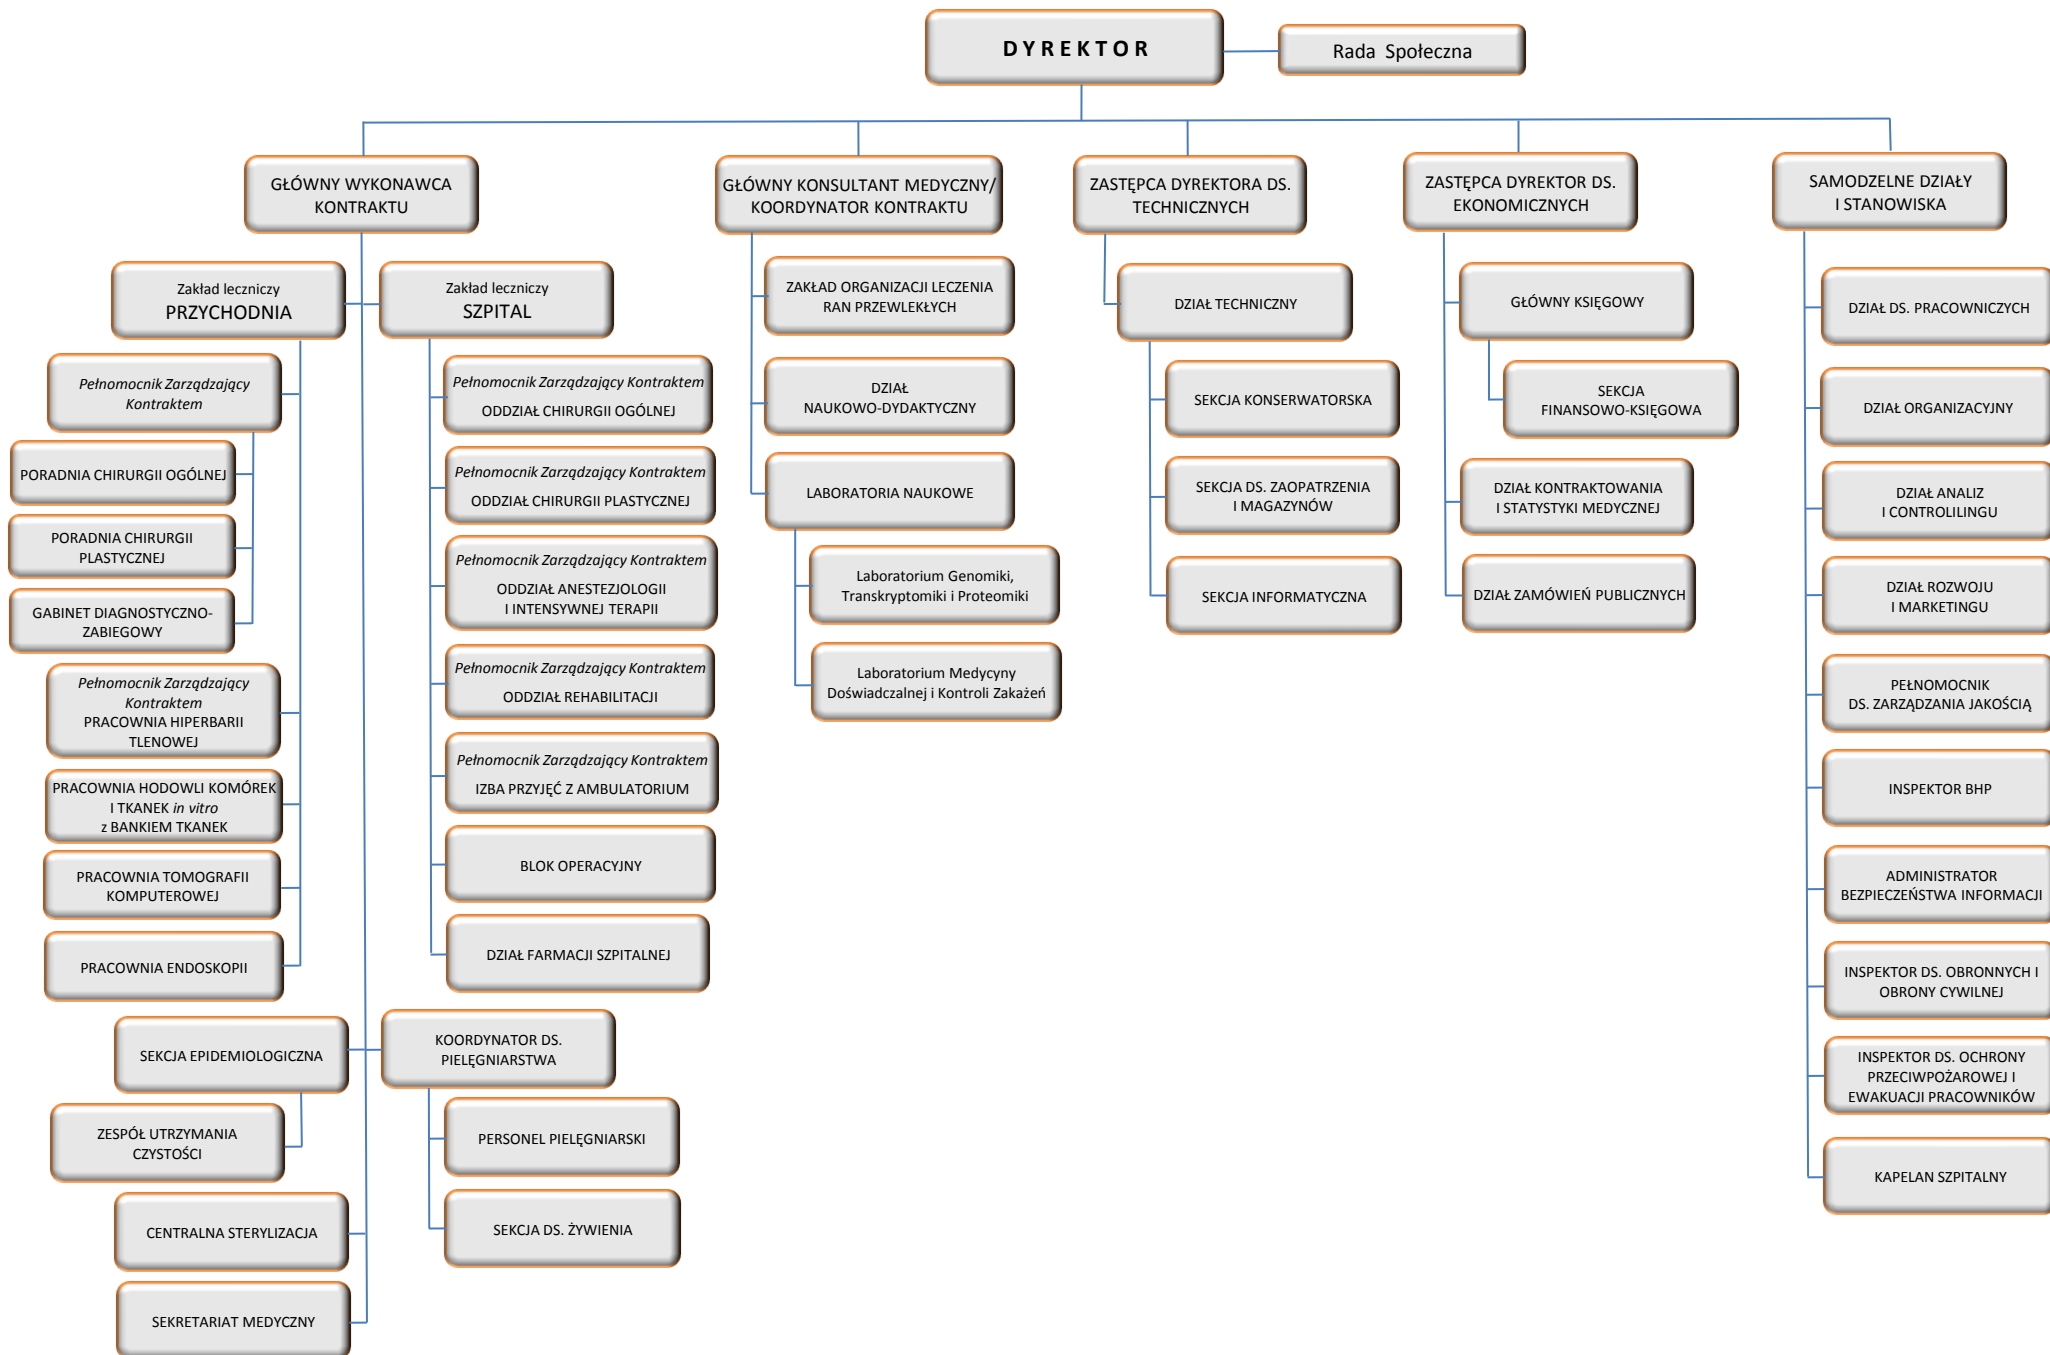 DYREKTOR
Rada Społeczna
GŁÓWNY WYKONAWCA
KONTRAKTU
GŁÓWNY KONSULTANT MEDYCZNY/
KOORDYNATOR KONTRAKTU
ZASTĘPCA DYREKTORA DS.
TECHNICZNYCH
ZASTĘPCA DYREKTOR DS.
EKONOMICZNYCH
SAMODZELNE DZIAŁY
I STANOWISKA
Zakład leczniczy
PRZYCHODNIA
Pełnomocnik Zarządzający
Kontraktem
PORADNIA CHIRURGII OGÓLNEJ
PORADNIA CHIRURGII
PLASTYCZNEJ
GABINET DIAGNOSTYCZNO-
ZABIEGOWY
Pełnomocnik Zarządzający
Kontraktem
PRACOWNIA HIPERBARII
TLENOWEJ
PRACOWNIA HODOWLI KOMÓREK
I TKANEK in vitro
z BANKIEM TKANEK
PRACOWNIA TOMOGRAFII
KOMPUTEROWEJ
PRACOWNIA ENDOSKOPII
Zakład leczniczy
SZPITAL
Pełnomocnik Zarządzający Kontraktem
ODDZIAŁ CHIRURGII OGÓLNEJ
Pełnomocnik Zarządzający Kontraktem
ODDZIAŁ CHIRURGII PLASTYCZNEJ
Pełnomocnik Zarządzający Kontraktem
ODDZIAŁ ANESTEZJOLOGII
I INTENSYWNEJ TERAPII
Pełnomocnik Zarządzający Kontraktem
ODDZIAŁ REHABILITACJI
Pełnomocnik Zarządzający Kontraktem
IZBA PRZYJĘĆ Z AMBULATORIUM
BLOK OPERACYJNY
DZIAŁ FARMACJI SZPITALNEJ
SEKCJA EPIDEMIOLOGICZNA
ZESPÓŁ UTRZYMANIA
CZYSTOŚCI
CENTRALNA STERYLIZACJA
SEKRETARIAT MEDYCZNY
KOORDYNATOR DS.
PIELĘGNIARSTWA
PERSONEL PIELĘGNIARSKI
SEKCJA DS. ŻYWIENIA
ZAKŁAD ORGANIZACJI LECZENIA
RAN PRZEWLEKŁYCH
DZIAŁ
NAUKOWO-DYDAKTYCZNY
LABORATORIA NAUKOWE
Laboratorium Genomiki,
Transkryptomiki i Proteomiki
Laboratorium Medycyny
Doświadczalnej i Kontroli Zakażeń
DZIAŁ TECHNICZNY
SEKCJA KONSERWATORSKA
SEKCJA DS. ZAOPATRZENIA
I MAGAZYNÓW
SEKCJA INFORMATYCZNA
GŁÓWNY KSIĘGOWY
SEKCJA
FINANSOWO-KSIĘGOWA
DZIAŁ KONTRAKTOWANIA
I STATYSTYKI MEDYCZNEJ
DZIAŁ ZAMÓWIEŃ PUBLICZNYCH
DZIAŁ DS. PRACOWNICZYCH
DZIAŁ ORGANIZACYJNY
DZIAŁ ANALIZ
I CONTROLILINGU
DZIAŁ ROZWOJU
I MARKETINGU
PEŁNOMOCNIK
DS. ZARZĄDZANIA JAKOŚCIĄ
INSPEKTOR BHP
ADMINISTRATOR
BEZPIECZEŃSTWA INFORMACJI
INSPEKTOR DS. OBRONNYCH I
OBRONY CYWILNEJ
INSPEKTOR DS. OCHRONY
PRZECIWPOŻAROWEJ I
EWAKUACJI PRACOWNIKÓW
KAPELAN SZPITALNY